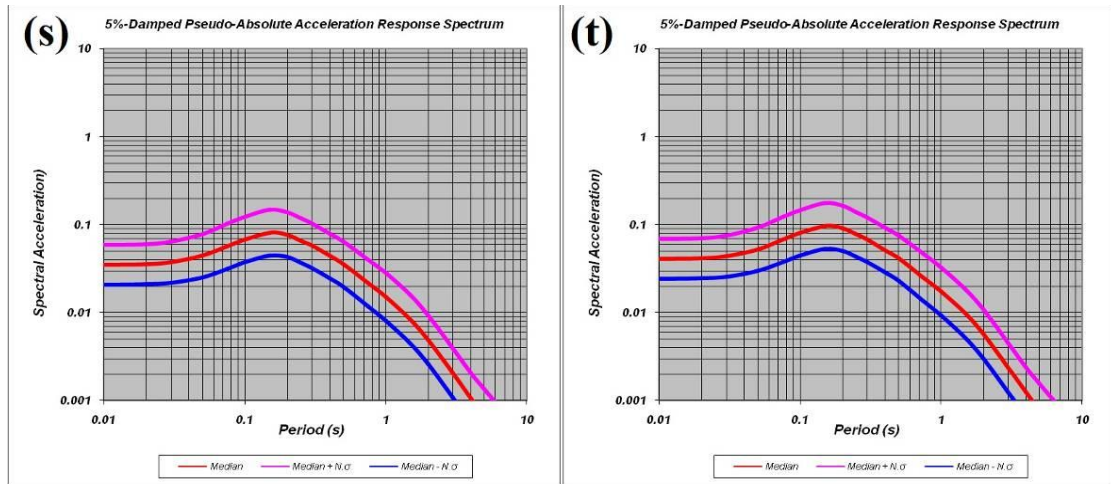 (s)
5%-Damped Pseudo-Absolute Acceleration Response Spectrum
Spectral Acceleration)
10
1
0.1
0.01
0.001
0.01 0.1 1 10
Period (s)
Median Median + N.σ Median - N.σ
(t)
5%-Damped Pseudo-Absolute Acceleration Response Spectrum
Spectral Acceleration)
10
1
0.1
0.01
0.001
0.01 0.1 1 10
Period (s)
Median Median + N.σ Median - N.σ